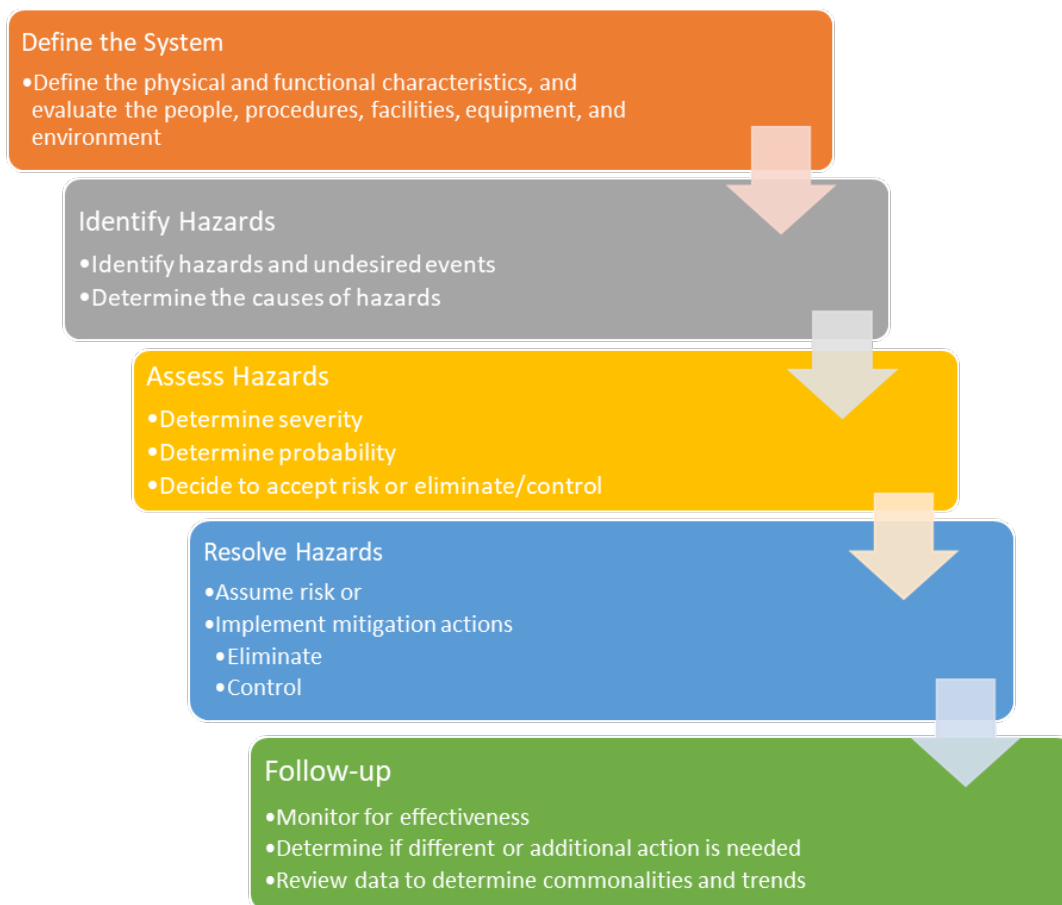 Define the System
•Define the physical and functional characteristics, and
evaluate the people, procedures, facilities, equipment, and
environment
Identify Hazards
•Identify hazards and undesired events
•Determine the causes of hazards
Assess Hazards
•Determine severity
•Determine probability
•Decide to accept risk or eliminate/control
Resolve Hazards
•Assume risk or
•Implement mitigation actions
•Eliminate
•Control
Follow-up
•Monitor for effectiveness
•Determine if different or additional action is needed
•Review data to determine commonalities and trends